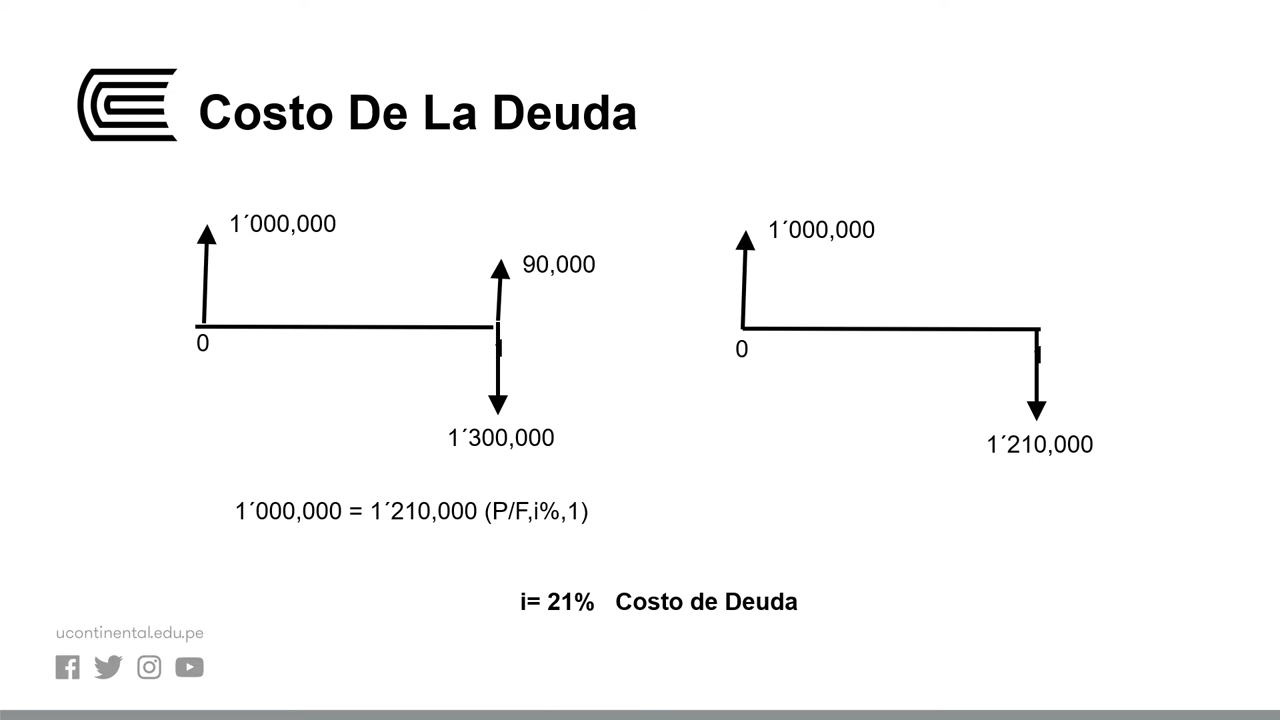 Costo De La Deuda
1´000,000
90,000
0
1´300,000
1´000,000
0
1´210,000
1´000,000 = 1´210,000 (P/F,i%,1)
i= 21% Costo de Deuda
ucontinental.edu.pe